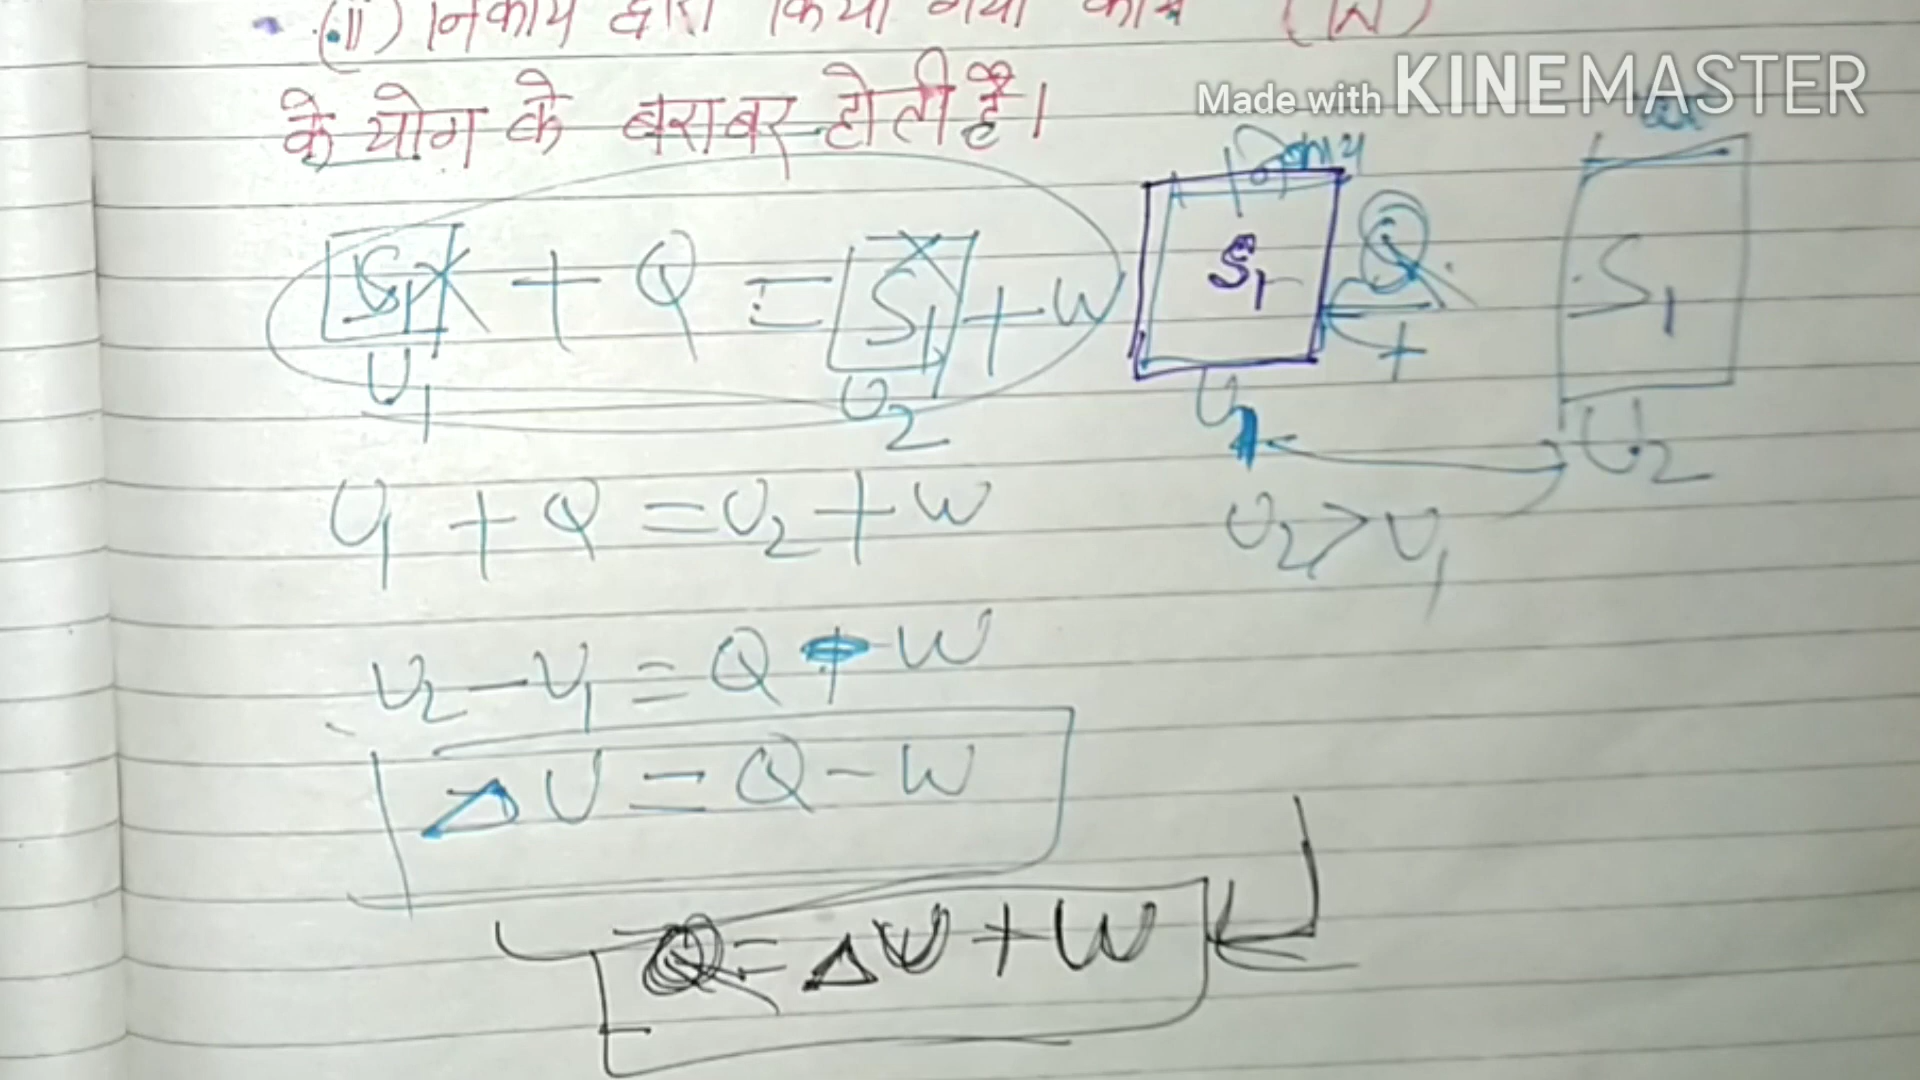 (ii) निकाय द्वारा किया गया कार्य (W)
के योग के बराबर होती है।
Made with KINEMASTER
S₁ + Q = S₁ + W
U₁ U₂
S₁ Q S₁
+
U₁ U₂
U₁ + Q = U₂ + W
U₂ > U₁
U₂ - U₁ = Q - W
ΔU = Q - W
Q = ΔU + W